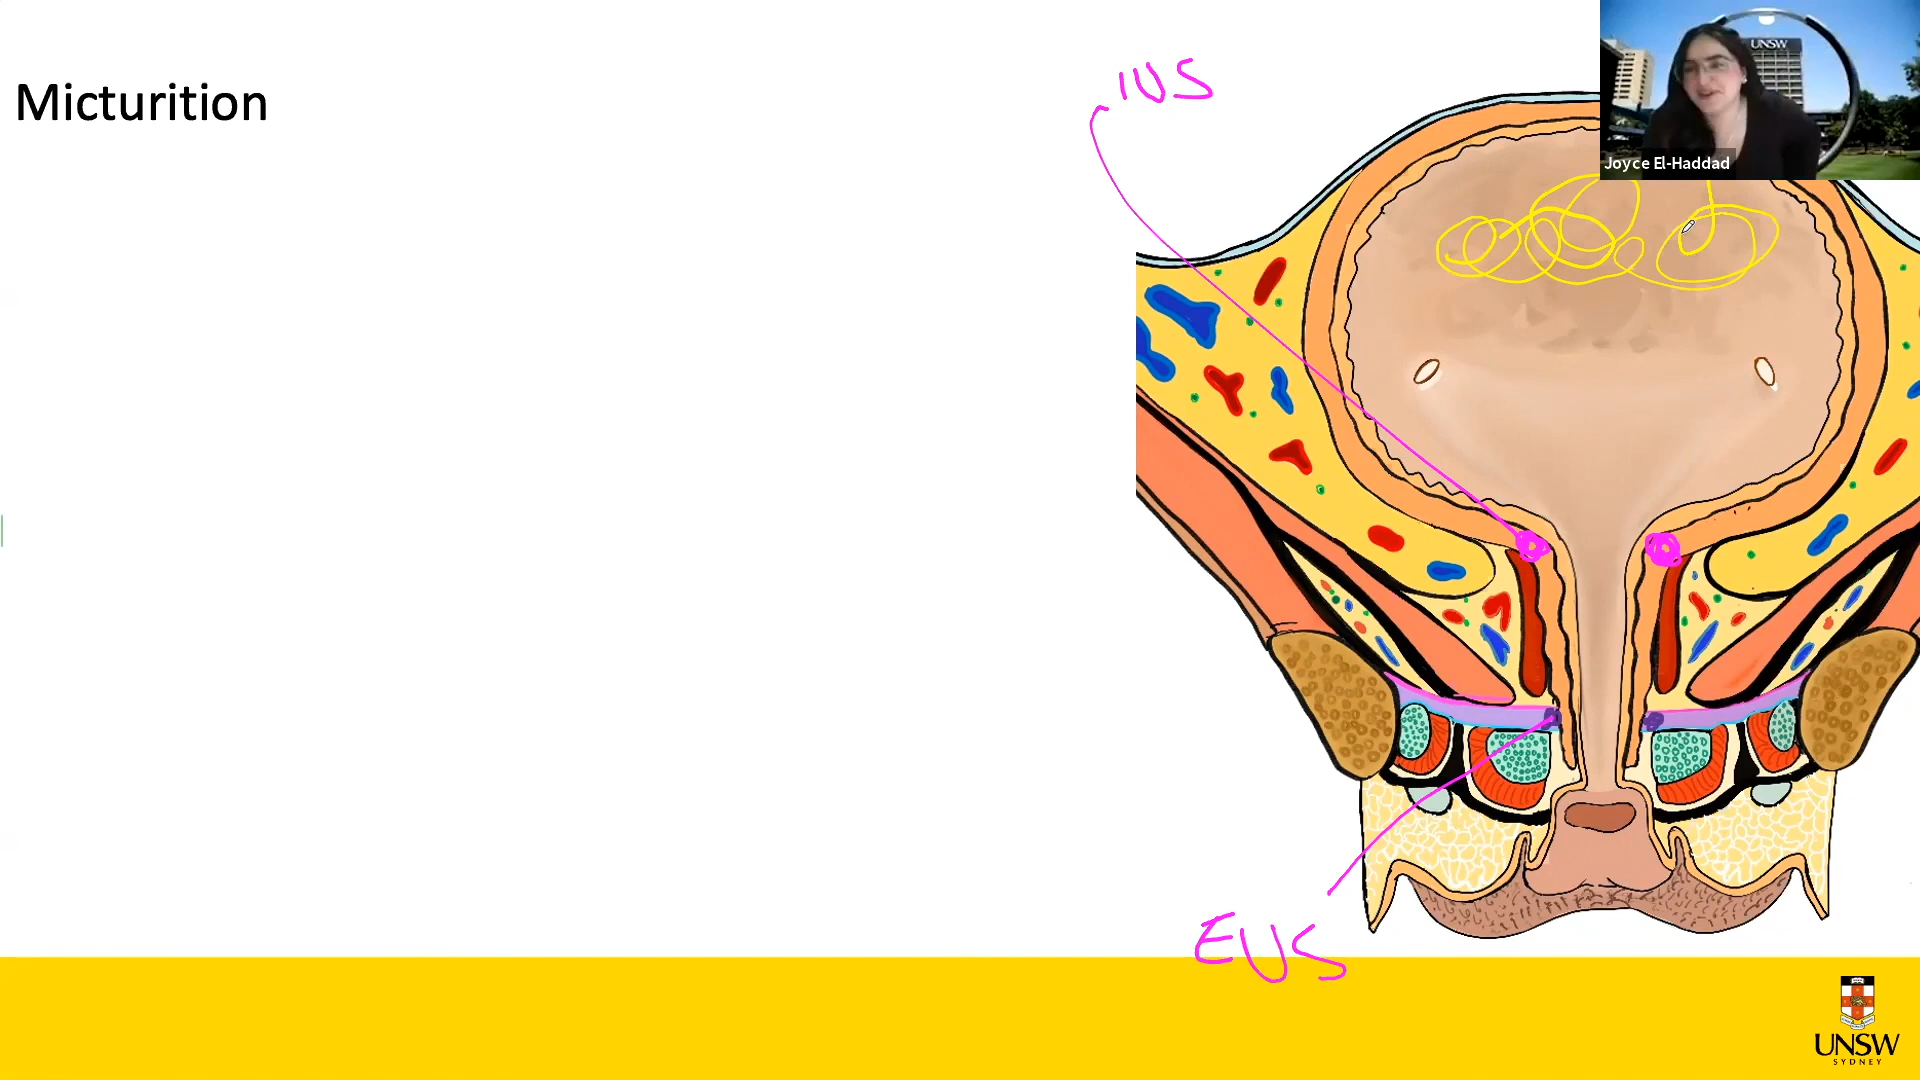 Micturition
IUS
UNSW
Joyce El-Haddad
EUS
UNSW
SYDNEY